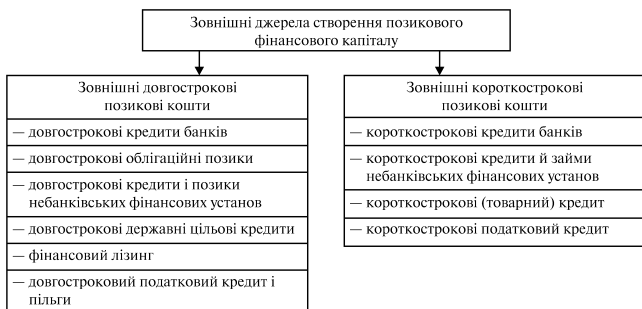 Зовнішні джерела створення позикового
фінансового капіталу
Зовнішні довгострокові
позикові кошти
— довгострокові кредити банків
— довгострокові облігаційні позики
— довгострокові кредити і позики
небанківських фінансових установ
— довгострокові державні цільові кредити
— фінансовий лізинг
— довгостроковий податковий кредит і
пільги
Зовнішні короткострокові
позикові кошти
— короткострокові кредити банків
— короткострокові кредити й займи
небанківських фінансових установ
— короткострокові (товарний) кредит
— короткострокові податковий кредит